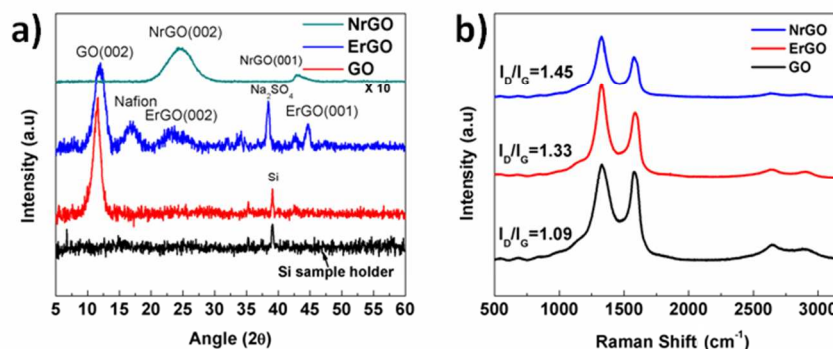 a)
GO(002)
NrGO(002)
NrGO
ErGO
GO
NrGO(001)
X 10
Nafion
ErGO(002)
Na2SO4
ErGO(001)
Si
Si sample holder
Intensity (a.u)
5 10 15 20 25 30 35 40 45 50 55 60
Angle (2θ)
b)
NrGO
ErGO
GO
ID/IG=1.45
ID/IG=1.33
ID/IG=1.09
Intensity (a.u)
500 1000 1500 2000 2500 3000
Raman Shift (cm-1)